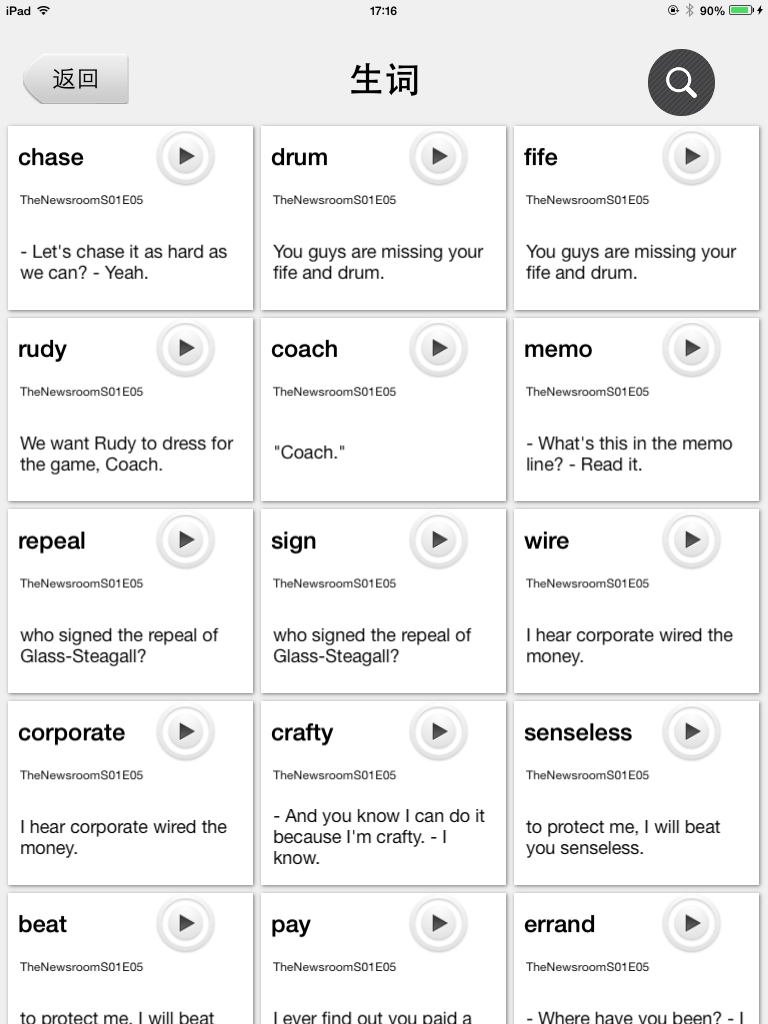 iPad 17:16 90%
返回 生词
chase
TheNewsroomS01E05
- Let's chase it as hard as
we can? - Yeah.
drum
TheNewsroomS01E05
You guys are missing your
fife and drum.
fife
TheNewsroomS01E05
You guys are missing your
fife and drum.
rudy
TheNewsroomS01E05
We want Rudy to dress for
the game, Coach.
coach
TheNewsroomS01E05
"Coach."
memo
TheNewsroomS01E05
- What's this in the memo
line? - Read it.
repeal
TheNewsroomS01E05
who signed the repeal of
Glass-Steagall?
sign
TheNewsroomS01E05
who signed the repeal of
Glass-Steagall?
wire
TheNewsroomS01E05
I hear corporate wired the
money.
corporate
TheNewsroomS01E05
I hear corporate wired the
money.
crafty
TheNewsroomS01E05
- And you know I can do it
because I'm crafty. - I
know.
senseless
TheNewsroomS01E05
to protect me, I will beat
you senseless.
beat
TheNewsroomS01E05
to protect me, I will beat
pay
TheNewsroomS01E05
I ever find out you paid a
errand
TheNewsroomS01E05
- Where have you been? - I